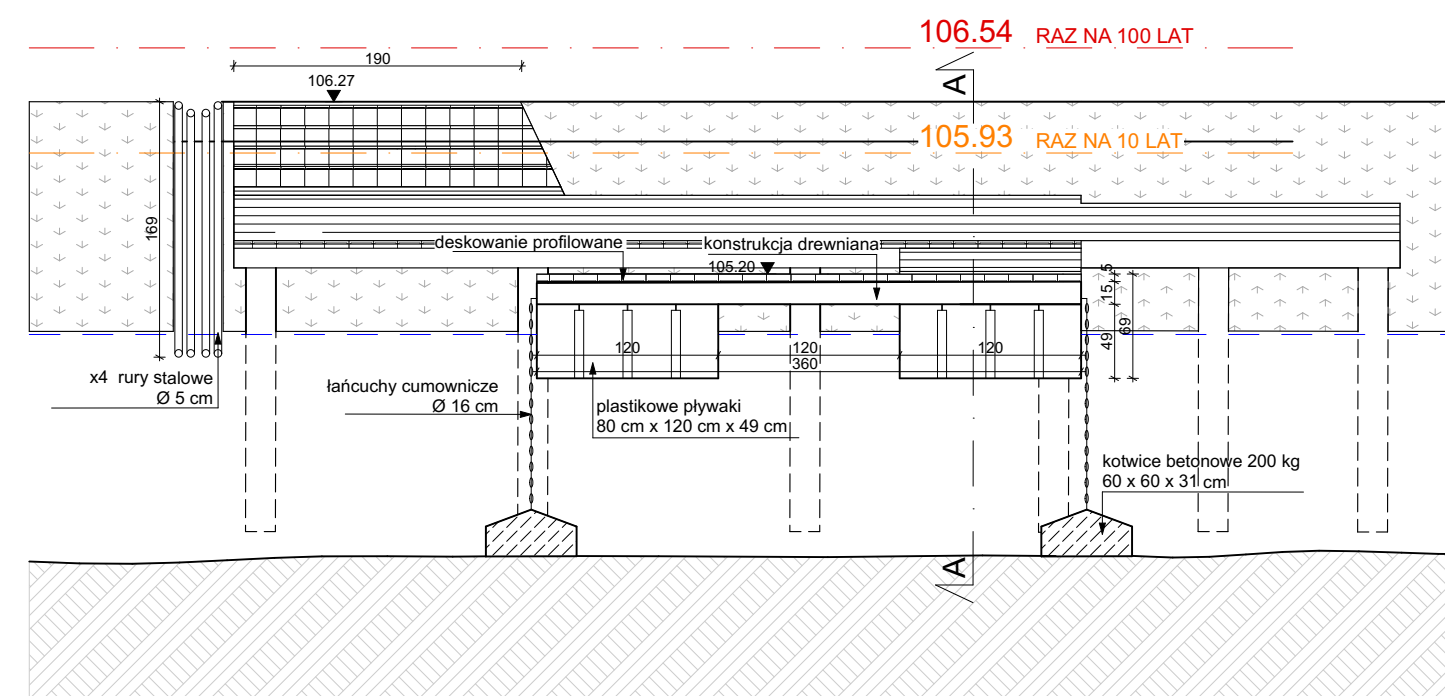 106.54 RAZ NA 100 LAT
190
106.27
A
105.93 RAZ NA 10 LAT
169
deskowanie profilowane
konstrukcja drewniana
105.20
5
15
69
49
120
120
120
360
x4 rury stalowe
Ø 5 cm
łańcuchy cumownicze
Ø 16 cm
plastikowe pływaki
80 cm x 120 cm x 49 cm
kotwice betonowe 200 kg
60 x 60 x 31 cm
A